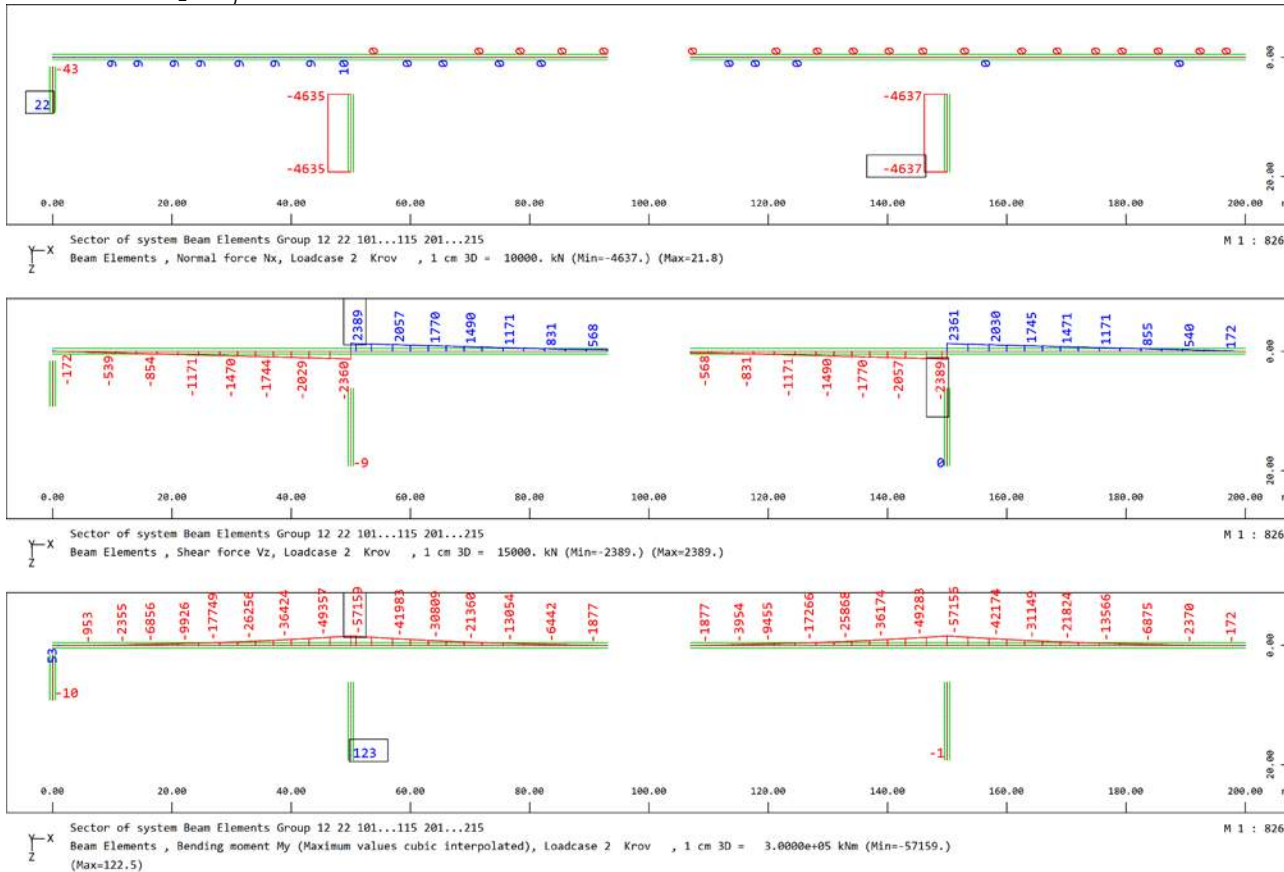 0 0 0 0 0 0 0 0 0 0 0 0 0 0 0 0 0 0 0
-43 9 9 9 9 9 9 9 10 0 0 0 0 0 0 0 0 0 0.00
22 -4635 -4637
-4635 -4637 20.00
0.00 20.00 40.00 60.00 80.00 100.00 120.00 140.00 160.00 180.00 200.00
Y X Sector of system Beam Elements Group 12 22 101...115 201...215 M 1 : 826
Z Beam Elements , Normal force Nx, Loadcase 2 Krov , 1 cm 3D = 10000. kN (Min=-4637.) (Max=21.8)
2389 2057 1770 1490 1171 831 568 2361 2030 1745 1471 1171 855 540 172
0.00
-172 -539 -854 -1171 -1470 -1744 -2029 -2360 -568 -831 -1171 -1490 -1770 -2057 -2389
-9 0 20.00
0.00 20.00 40.00 60.00 80.00 100.00 120.00 140.00 160.00 180.00 200.00
Y X Sector of system Beam Elements Group 12 22 101...115 201...215 M 1 : 826
Z Beam Elements , Shear force Vz, Loadcase 2 Krov , 1 cm 3D = 15000. kN (Min=-2389.) (Max=2389.)
-953 -2355 -6856 -9926 -17749 -26256 -36424 -49357 -57159 -41983 -30809 -21360 -13054 -6442 -1877 -1877 -3954 -9455 -17266 -25868 -36174 -49283 -57155 -42174 -31149 -21824 -13566 -6875 -2370 -172
53 0.00
-10
123 -1 20.00
0.00 20.00 40.00 60.00 80.00 100.00 120.00 140.00 160.00 180.00 200.00
Y X Sector of system Beam Elements Group 12 22 101...115 201...215 M 1 : 826
Z Beam Elements , Bending moment My (Maximum values cubic interpolated), Loadcase 2 Krov , 1 cm 3D = 3.0000e+05 kNm (Min=-57159.)
(Max=122.5)